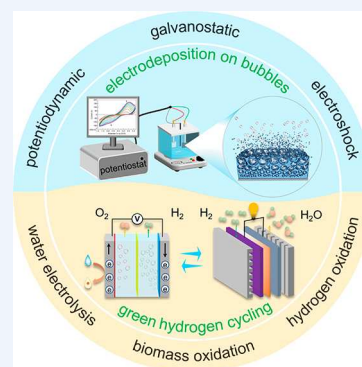 galvanostatic
potentiodynamic
electroshock
electrodeposition on bubbles
potentiostat
O₂ V H₂
H₂ H₂O
water electrolysis
hydrogen oxidation
green hydrogen cycling
biomass oxidation